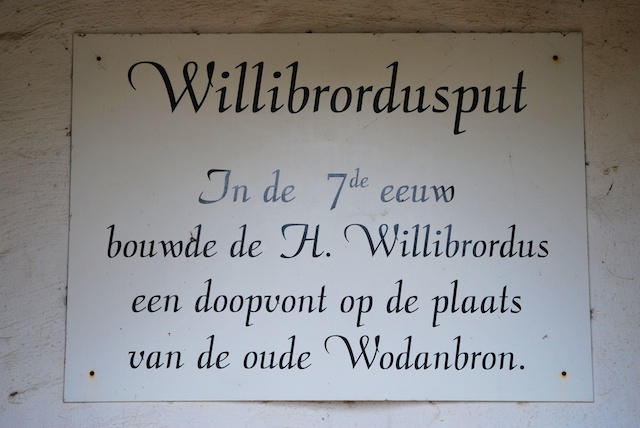 Willibrordusput
In de 7de eeuw
bouwde de H. Willibrordus
een doopvont op de plaats
van de oude Wodanbron.